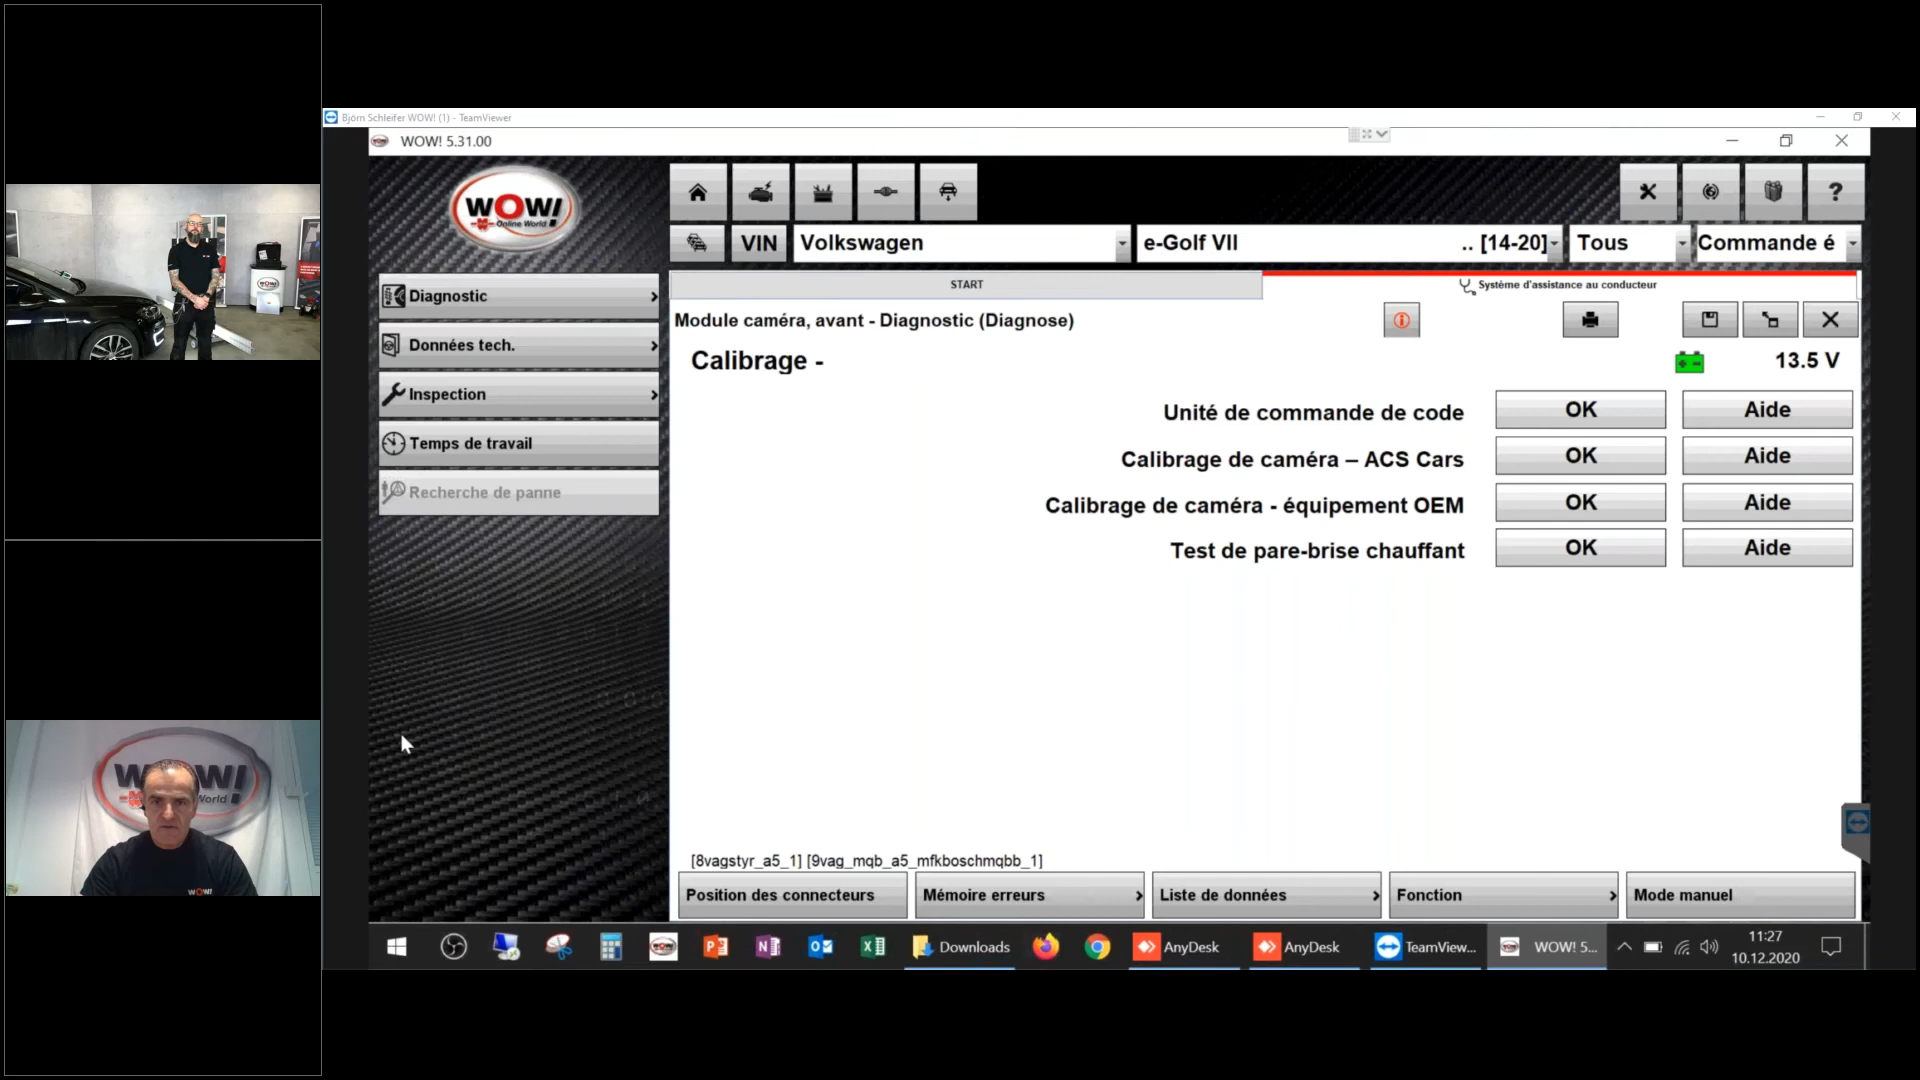 Björn Schleifer WOW! (1) - TeamViewer
WOW! 5.31.00
WOW!
Online World!
VIN
Volkswagen
e-Golf VII
.. [14-20]
Tous
Commande é
START
Système d'assistance au conducteur
Diagnostic
Données tech.
Inspection
Temps de travail
Recherche de panne
Module caméra, avant - Diagnostic (Diagnose)
Calibrage -
13.5 V
Unité de commande de code
OK
Aide
Calibrage de caméra – ACS Cars
OK
Aide
Calibrage de caméra - équipement OEM
OK
Aide
Test de pare-brise chauffant
OK
Aide
[8vagstyr_a5_1] [9vag_mqb_a5_mfkboschmqbb_1]
Position des connecteurs
Mémoire erreurs
Liste de données
Fonction
Mode manuel
Downloads
AnyDesk
AnyDesk
TeamView...
WOW! 5...
11:27
10.12.2020